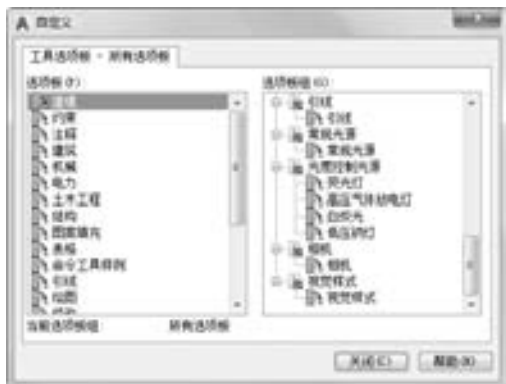 自定义
工具选项板 - 所有选项板
选项板(P)
选项板组(G)
建模
约束
注释
建筑
机械
电力
土木工程
结构
图案填充
表格
命令工具样例
引线
绘图
修改
引线
引线
常规光源
常规光源
光度控制光源
荧光灯
高压气体放电灯
白炽光
低压钠灯
相机
相机
视觉样式
视觉样式
当前选项板组
所有选项板
关闭(C)
帮助(H)